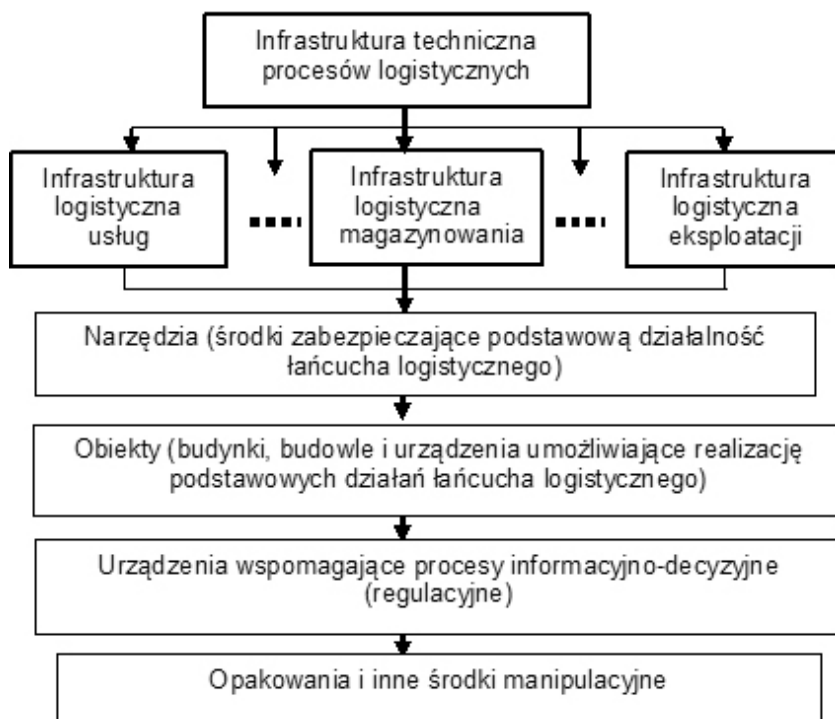 Infrastruktura techniczna
procesów logistycznych
Infrastruktura
logistyczna
usług
Infrastruktura
logistyczna
magazynowania
Infrastruktura
logistyczna
eksploatacji
Narzędzia (środki zabezpieczające podstawową działalność
łańcucha logistycznego)
Obiekty (budynki, budowle i urządzenia umożliwiające realizację
podstawowych działań łańcucha logistycznego)
Urządzenia wspomagające procesy informacyjno-decyzyjne
(regulacyjne)
Opakowania i inne środki manipulacyjne